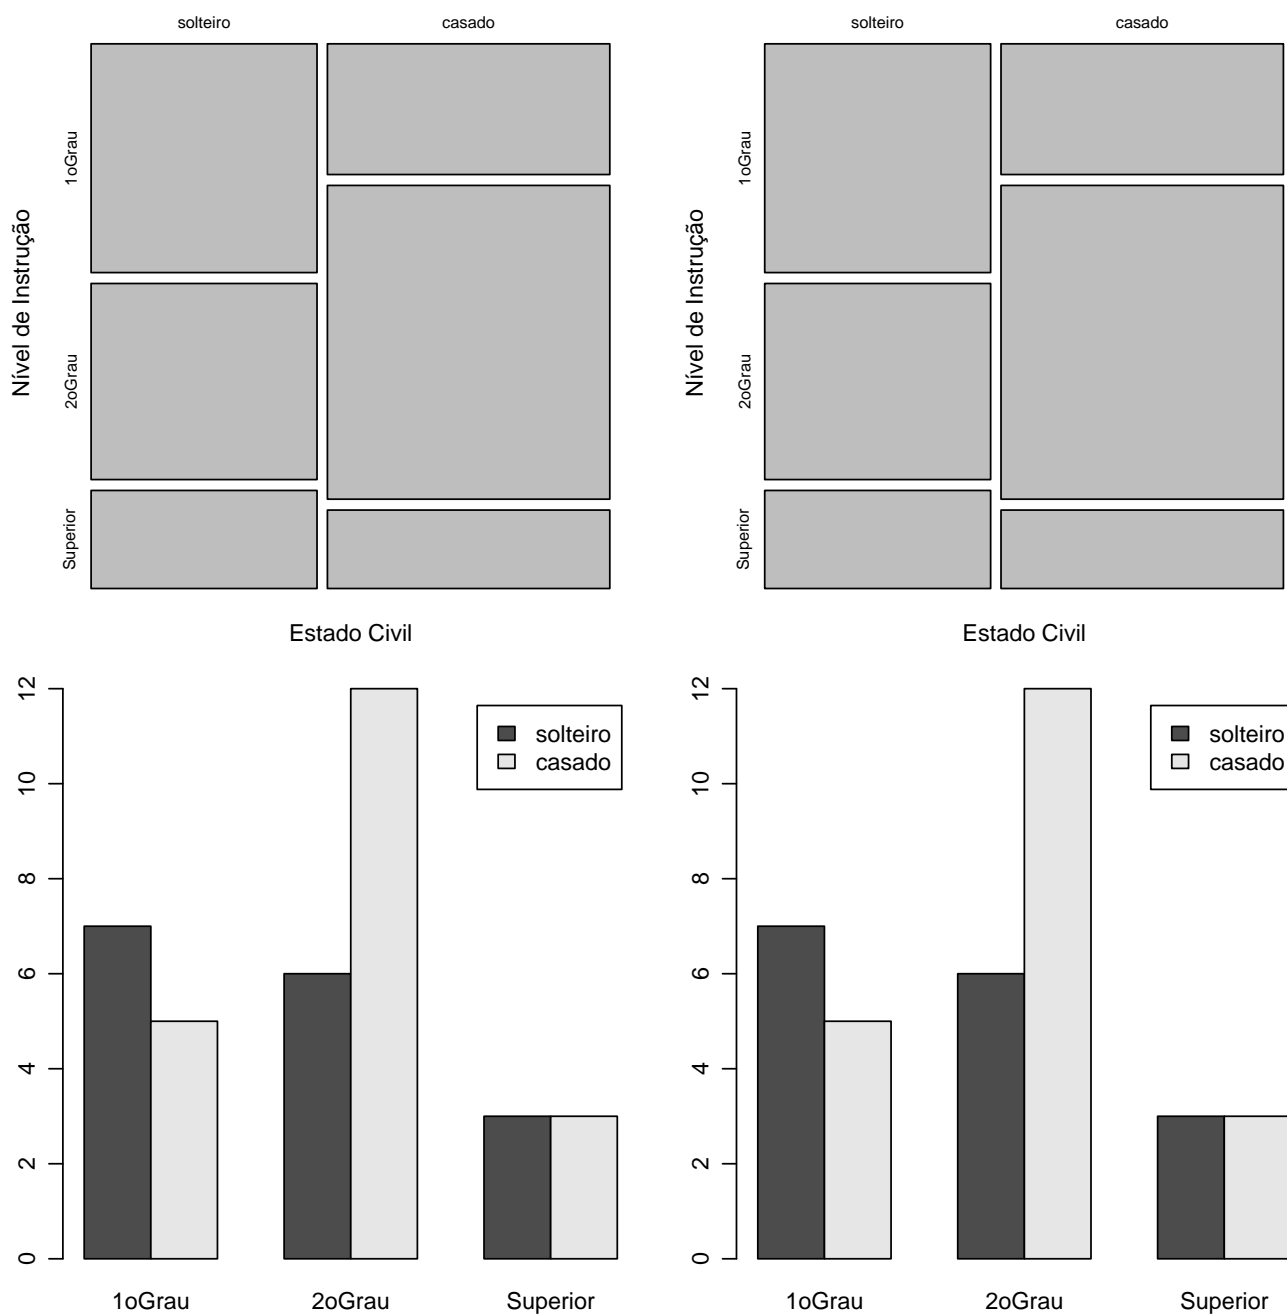 solteiro casado
1oGrau
2oGrau
Superior
Nível de Instrução
Estado Civil
solteiro casado
1oGrau
2oGrau
Superior
Nível de Instrução
Estado Civil
12
10
8
6
4
2
0
solteiro
casado
1oGrau 2oGrau Superior
12
10
8
6
4
2
0
solteiro
casado
1oGrau 2oGrau Superior